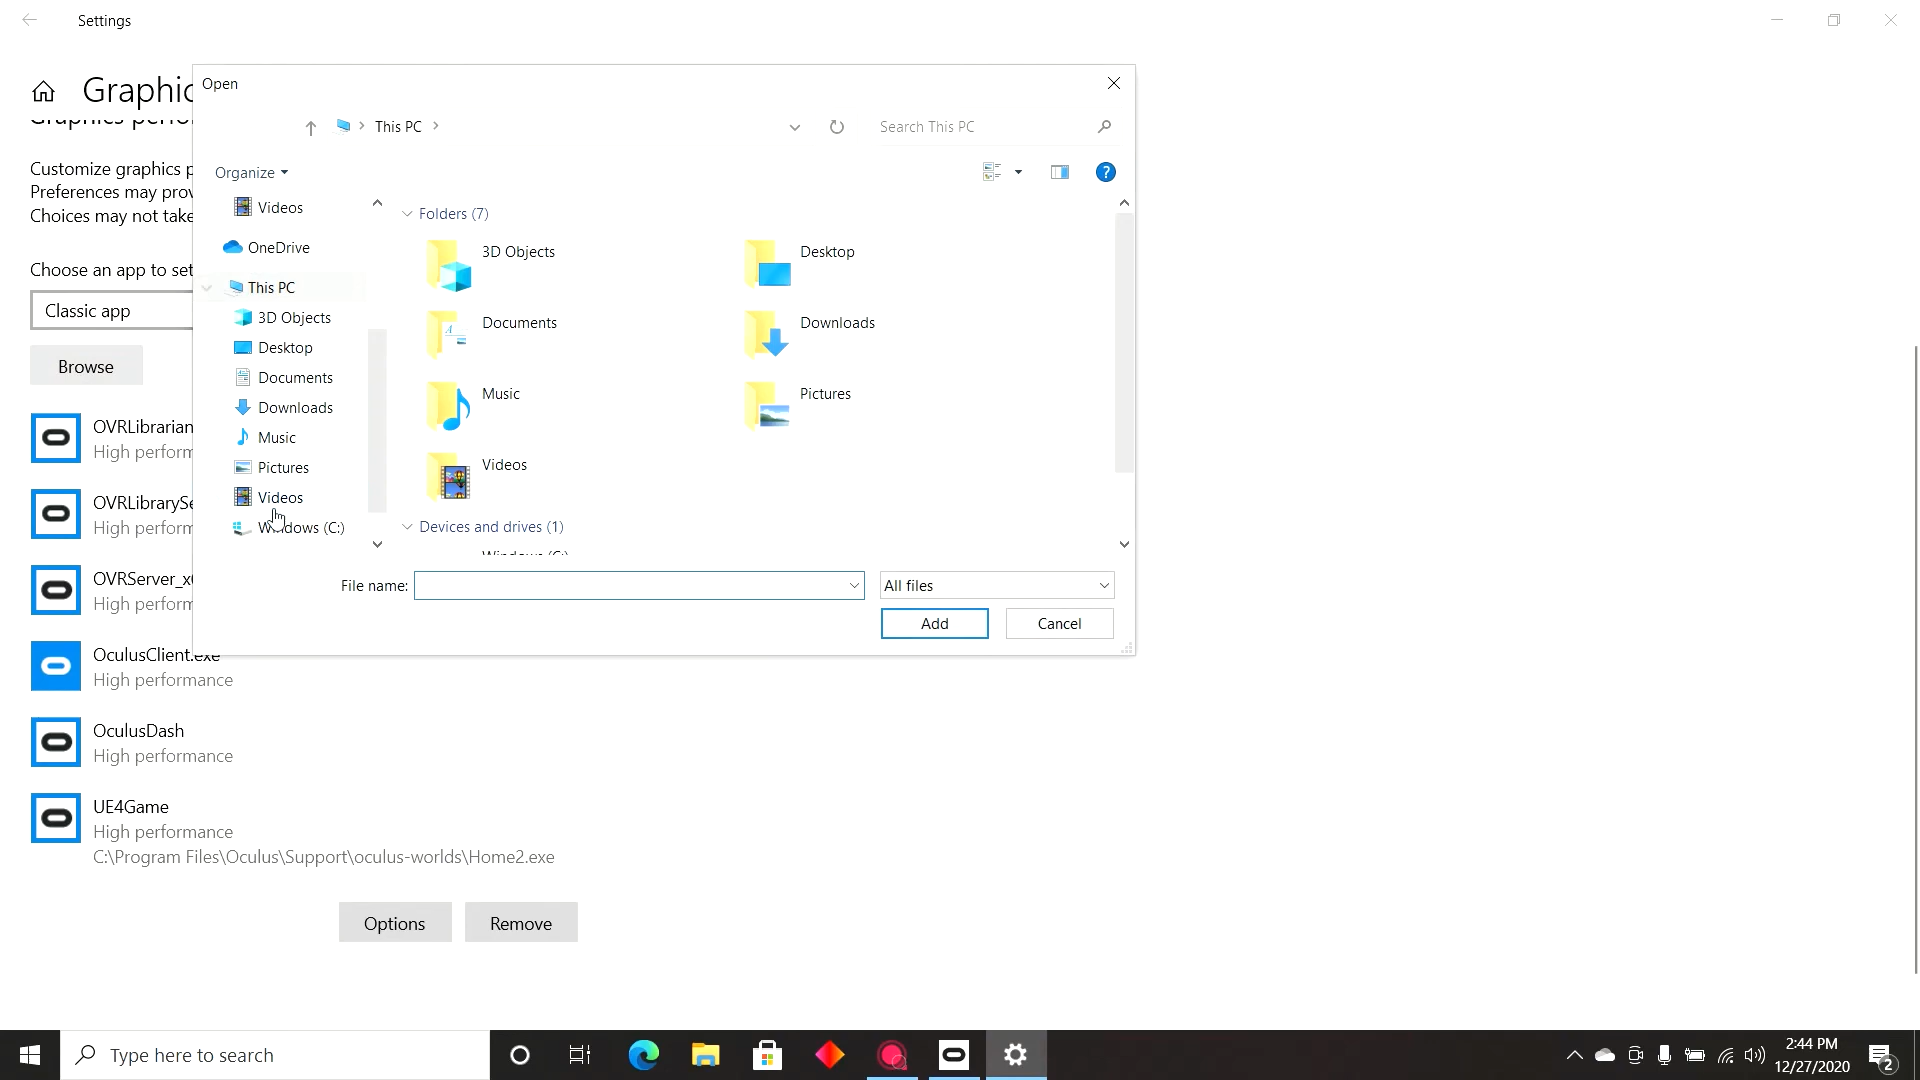 Settings
Graphic
Customize graphics p
Preferences may prov
Choices may not take
Choose an app to set
Classic app
Browse
OVRLibrarian
High perform
OVRLibrarySe
High perform
OVRServer_x
High perform
OculusClient.exe
High performance
OculusDash
High performance
UE4Game
High performance
C:\Program Files\Oculus\Support\oculus-worlds\Home2.exe
Options
Remove
Open
This PC
Search This PC
Organize
?
Videos
OneDrive
This PC
3D Objects
Desktop
Documents
Downloads
Music
Pictures
Videos
Windows (C:)
Folders (7)
3D Objects
Desktop
Documents
Downloads
Music
Pictures
Videos
Devices and drives (1)
Windows (C:)
File name:
All files
Add
Cancel
Type here to search
2:44 PM
12/27/2020
2